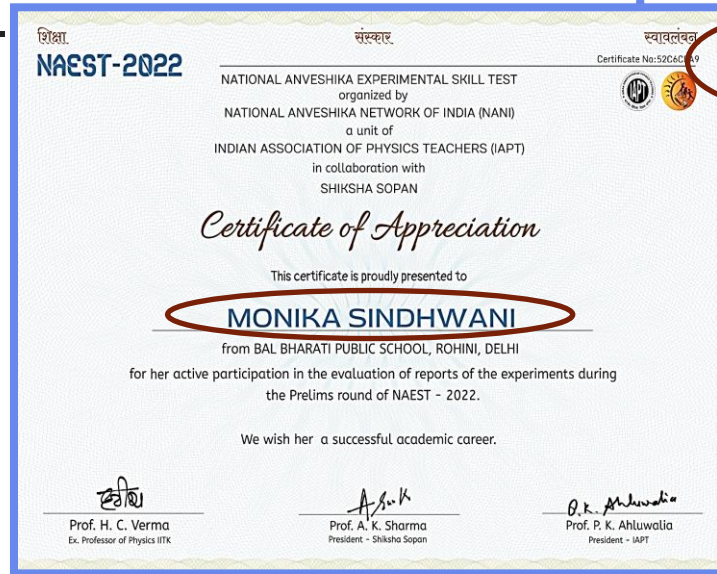 शिक्षा
संस्कार
स्वावलंबन
NAEST-2022
NATIONAL ANVESHIKA EXPERIMENTAL SKILL TEST
organized by
NATIONAL ANVESHIKA NETWORK OF INDIA (NANI)
a unit of
INDIAN ASSOCIATION OF PHYSICS TEACHERS (IAPT)
in collaboration with
SHIKSHA SOPAN
Certificate No:
IAPT
Certificate of Appreciation
This certificate is proudly presented to
MONIKA SINDHWANI
from BAL BHARATI PUBLIC SCHOOL, ROHINI, DELHI
for her active participation in the evaluation of reports of the experiments during
the Prelims round of NAEST - 2022.
We wish her a successful academic career.
Prof. H. C. Verma
Ex. Professor of Physics IITK
Prof. A. K. Sharma
President - Shiksha Sopan
P. K. Ahluwalia
Prof. P. K. Ahluwalia
President - IAPT